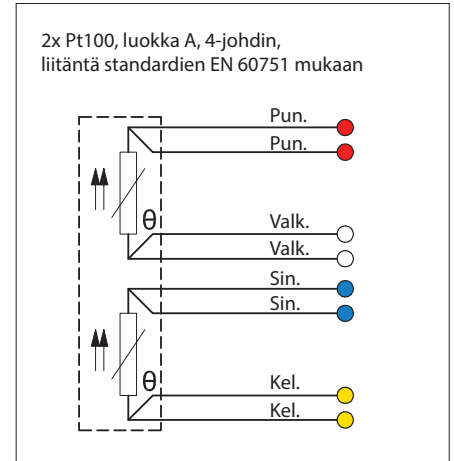 2x Pt100, luokka A, 4-johdin,
liitäntä standardien EN 60751 mukaan
Pun.
Pun.
θ
Valk.
Valk.
Sin.
Sin.
θ
Kel.
Kel.